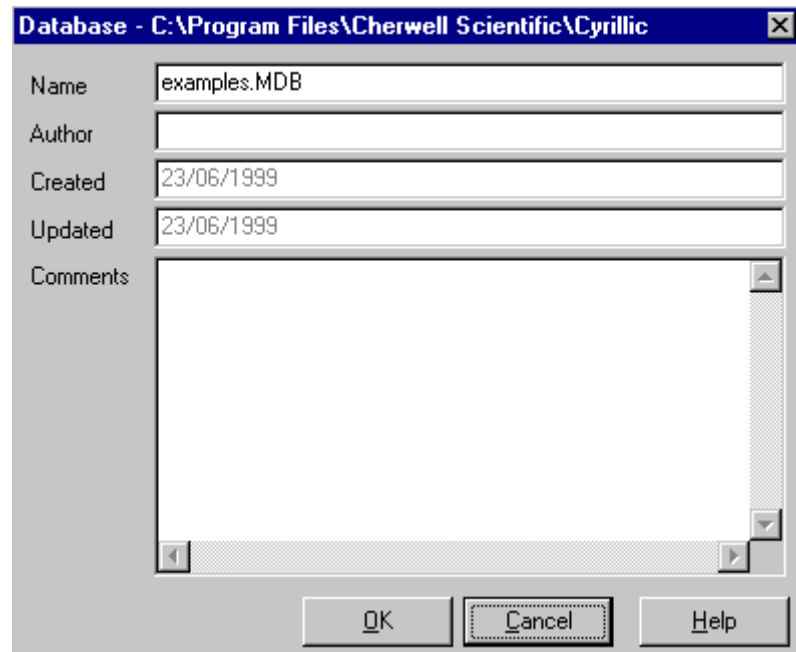 Database - C:\Program Files\Cherwell Scientific\Cyrillic
Name examples.MDB
Author
Created 23/06/1999
Updated 23/06/1999
Comments
OK Cancel Help